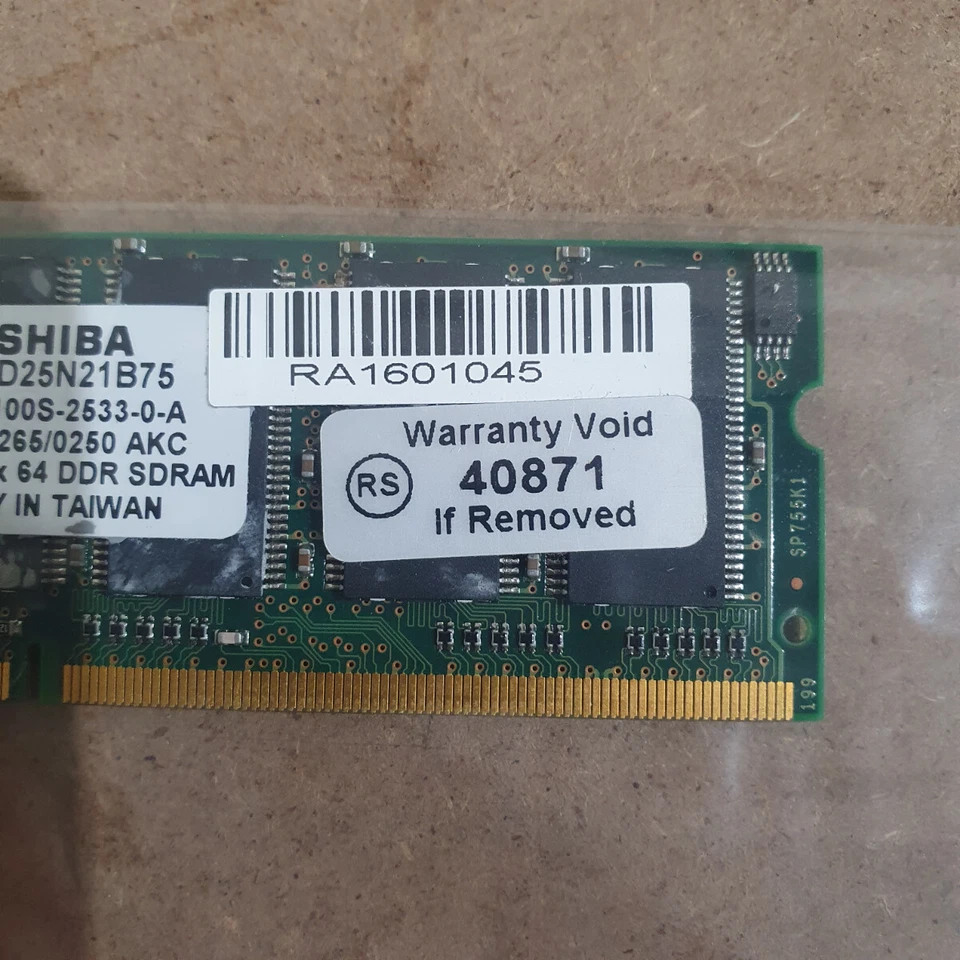 SHIBA
D25N21B75
100S-2533-0-A
265/0250 AKC
x 64 DDR SDRAM
Y IN TAIWAN
RA1601045
Warranty Void
RS
40871
If Removed
SP755K1
199